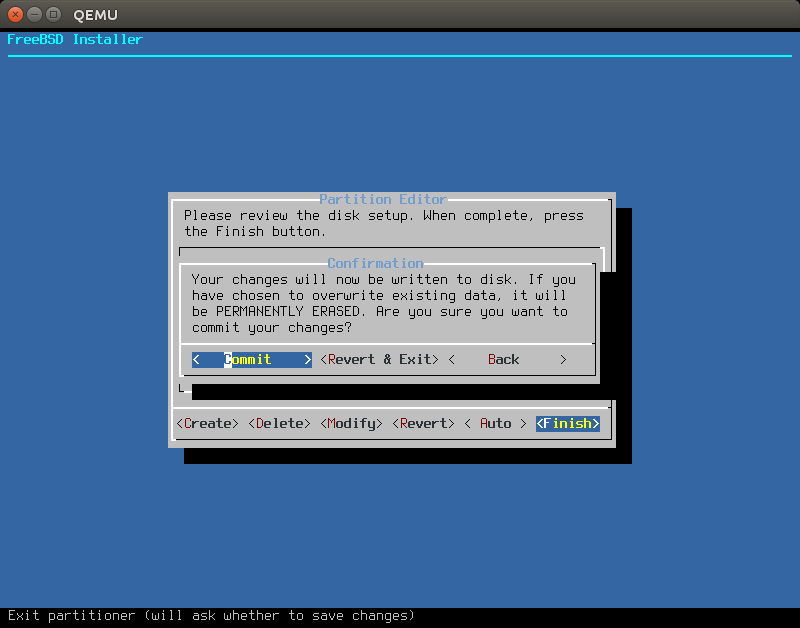 QEMU
FreeBSD Installer
Partition Editor
Please review the disk setup. When complete, press
the Finish button.
Confirmation
Your changes will now be written to disk. If you
have chosen to overwrite existing data, it will
be PERMANENTLY ERASED. Are you sure you want to
commit your changes?
< Commit > <Revert & Exit> < Back >
<Create> <Delete> <Modify> <Revert> < Auto > <Finish>
Exit partitioner (will ask whether to save changes)